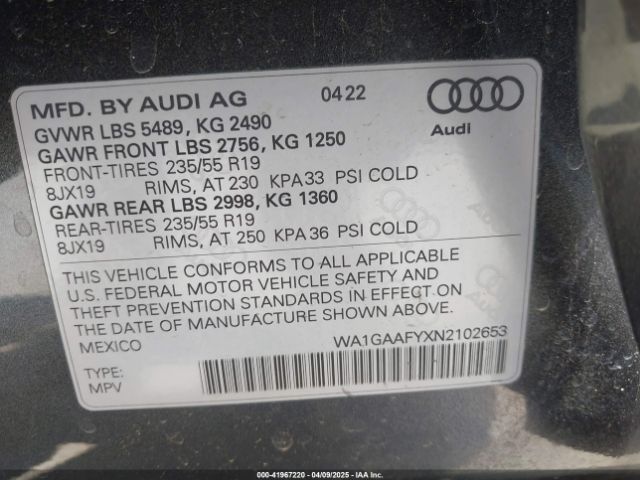 MFD. BY AUDI AG 04 22
GVWR LBS 5489, KG 2490
GAWR FRONT LBS 2756, KG 1250
FRONT-TIRES 235/55 R19
8JX19 RIMS, AT 230 KPA33 PSI COLD
GAWR REAR LBS 2998, KG 1360
REAR-TIRES 235/55 R19
8JX19 RIMS, AT 250 KPA36 PSI COLD
Audi
THIS VEHICLE CONFORMS TO ALL APPLICABLE
U.S. FEDERAL MOTOR VEHICLE SAFETY AND
THEFT PREVENTION STANDARDS IN EFFECT ON
THE DATE OF MANUFACTURE SHOWN ABOVE.
MEXICO WA1GAAFYXN2102653
TYPE:
MPV
000-41967220 - 04/09/2025 - IAA Inc.